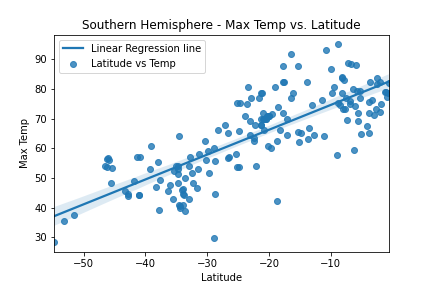 Southern Hemisphere - Max Temp vs. Latitude
Linear Regression line
Latitude vs Temp
Max Temp
90
80
70
60
50
40
30
−50
−40
−30
−20
−10
Latitude